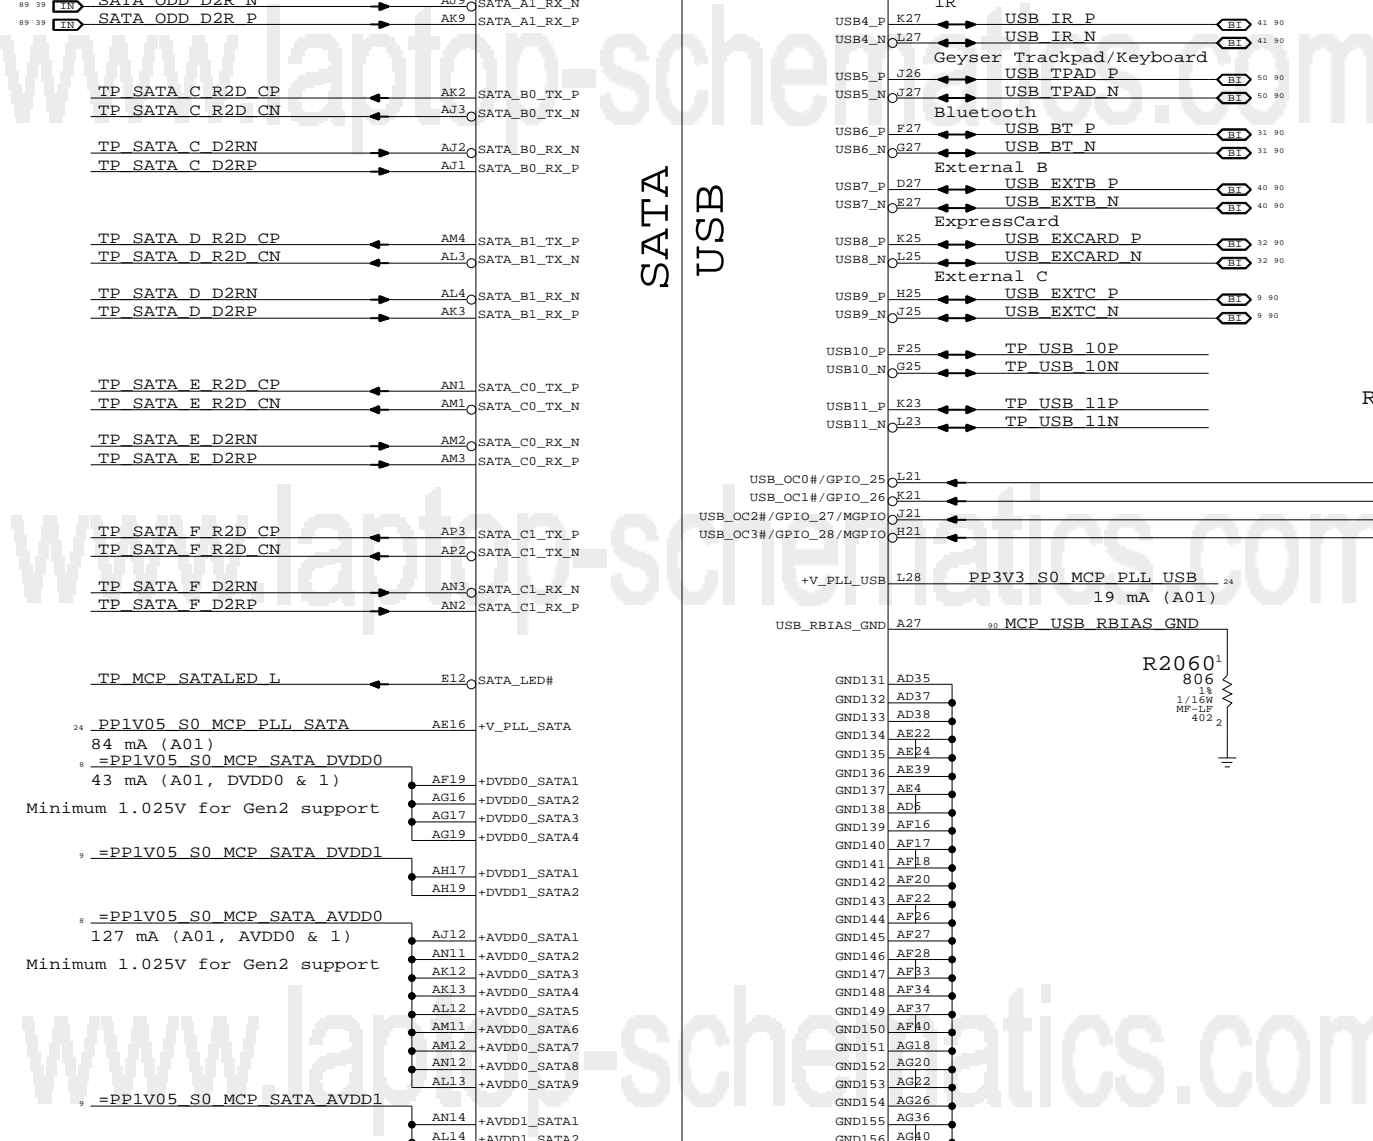 89 39 IN SATA_ODD_D2R_N AJ9 SATA_A1_RX_N
89 39 IN SATA_ODD_D2R_P AK9 SATA_A1_RX_P
TP_SATA_C_R2D_CP AK2 SATA_B0_TX_P
TP_SATA_C_R2D_CN AJ3 SATA_B0_TX_N
TP_SATA_C_D2RN AJ2 SATA_B0_RX_N
TP_SATA_C_D2RP AJ1 SATA_B0_RX_P
TP_SATA_D_R2D_CP AM4 SATA_B1_TX_P
TP_SATA_D_R2D_CN AL3 SATA_B1_TX_N
TP_SATA_D_D2RN AL4 SATA_B1_RX_N
TP_SATA_D_D2RP AK3 SATA_B1_RX_P
TP_SATA_E_R2D_CP AN1 SATA_C0_TX_P
TP_SATA_E_R2D_CN AM1 SATA_C0_TX_N
TP_SATA_E_D2RN AM2 SATA_C0_RX_N
TP_SATA_E_D2RP AM3 SATA_C0_RX_P
TP_SATA_F_R2D_CP AP3 SATA_C1_TX_P
TP_SATA_F_R2D_CN AP2 SATA_C1_TX_N
TP_SATA_F_D2RN AN3 SATA_C1_RX_N
TP_SATA_F_D2RP AN2 SATA_C1_RX_P
TP_MCP_SATALED_L E12 SATA_LED#
24 PP1V05_S0_MCP_PLL_SATA AE16 +V_PLL_SATA
84 mA (A01)
8 =PP1V05_S0_MCP_SATA_DVDD0
43 mA (A01, DVDD0 & 1)
AF19 +DVDD0_SATA1
Minimum 1.025V for Gen2 support
AG16 +DVDD0_SATA2
AG17 +DVDD0_SATA3
AG19 +DVDD0_SATA4
9 =PP1V05_S0_MCP_SATA_DVDD1
AH17 +DVDD1_SATA1
AH19 +DVDD1_SATA2
8 =PP1V05_S0_MCP_SATA_AVDD0
127 mA (A01, AVDD0 & 1)
AJ12 +AVDD0_SATA1
AN11 +AVDD0_SATA2
Minimum 1.025V for Gen2 support
AK12 +AVDD0_SATA3
AK13 +AVDD0_SATA4
AL12 +AVDD0_SATA5
AM11 +AVDD0_SATA6
AM12 +AVDD0_SATA7
AN12 +AVDD0_SATA8
AL13 +AVDD0_SATA9
9 =PP1V05_S0_MCP_SATA_AVDD1
AN14 +AVDD1_SATA1
AL14 +AVDD1_SATA2
SATA
USB
IR
USB4_P K27 USB_IR_P BI 41 90
USB4_N L27 USB_IR_N BI 41 90
Geyser Trackpad/Keyboard
USB5_P J26 USB_TPAD_P BI 50 90
USB5_N J27 USB_TPAD_N BI 50 90
Bluetooth
USB6_P F27 USB_BT_P BI 31 90
USB6_N G27 USB_BT_N BI 31 90
External B
USB7_P D27 USB_EXTB_P BI 40 90
USB7_N E27 USB_EXTB_N BI 40 90
ExpressCard
USB8_P K25 USB_EXCARD_P BI 32 90
USB8_N L25 USB_EXCARD_N BI 32 90
External C
USB9_P H25 USB_EXTC_P BI 9 90
USB9_N J25 USB_EXTC_N BI 9 90
USB10_P F25 TP_USB_10P
USB10_N G25 TP_USB_10N
R
USB11_P K23 TP_USB_11P
USB11_N L23 TP_USB_11N
USB_OC0#/GPIO_25 L21
USB_OC1#/GPIO_26 K21
USB_OC2#/GPIO_27/MGPIO J21
USB_OC3#/GPIO_28/MGPIO H21
+V_PLL_USB L28 PP3V3_S0_MCP_PLL_USB 24
19 mA (A01)
USB_RBIAS_GND A27 90 MCP_USB_RBIAS_GND
R2060 1
806
1%
1/16W
MF-LF
402 2
GND131 AD35
GND132 AD37
GND133 AD38
GND134 AE22
GND135 AE24
GND136 AE39
GND137 AE4
GND138 AD6
GND139 AF16
GND140 AF17
GND141 AF18
GND142 AF20
GND143 AF22
GND144 AF26
GND145 AF27
GND146 AF28
GND147 AF33
GND148 AF34
GND149 AF37
GND150 AF40
GND151 AG18
GND152 AG20
GND153 AG22
GND154 AG26
GND155 AG36
GND156 AG40
www.laptop-schematics.com
www.laptop-schematics.com
www.laptop-schematics.com